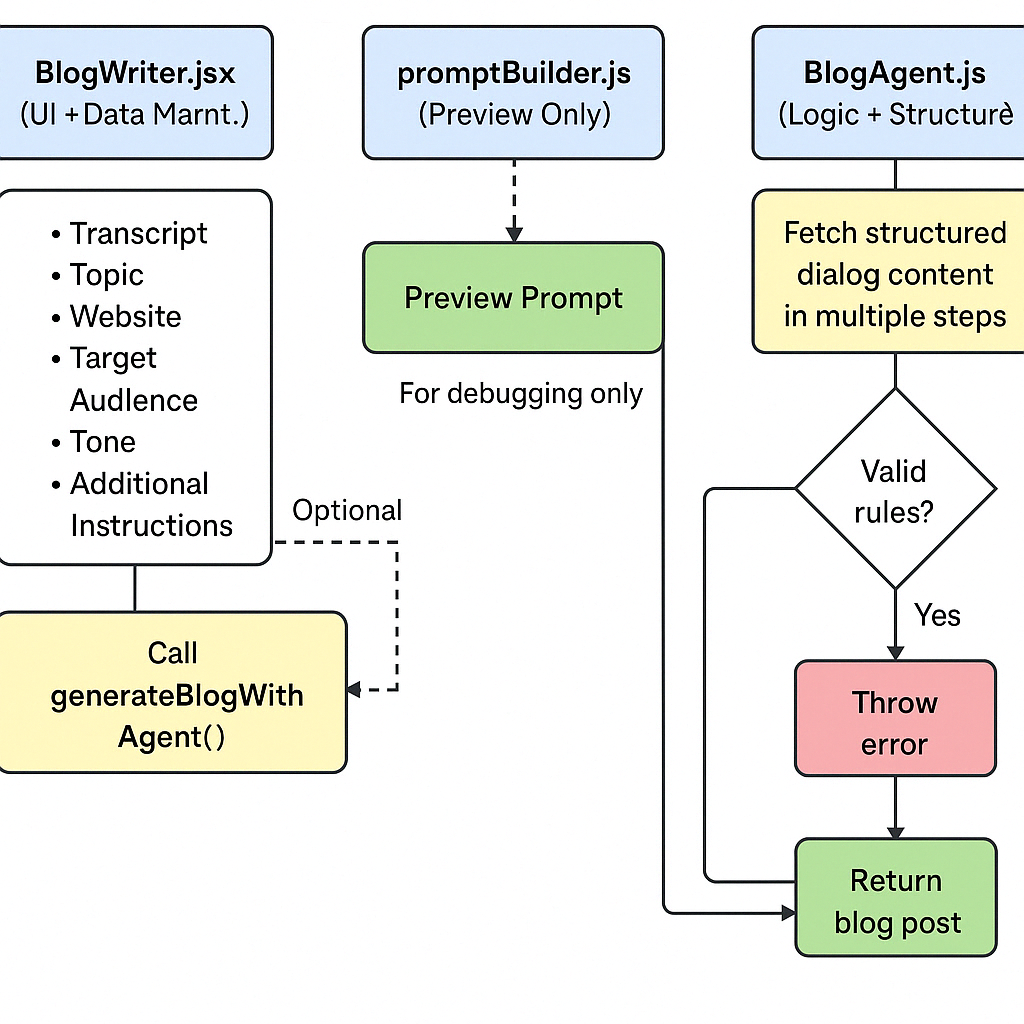 BlogWriter.jsx
(UI +Data Marnt.)
• Transcript
• Topic
• Website
• Target
Audlence
• Tone
• Additional
Instructions
Optional
Call
generateBlogWith
Agent()
promptBuilder.js
(Preview Only)
Preview Prompt
For debugging only
BlogAgent.js
(Logic + Structurè
Fetch structured
dialog content
in multiple steps
Valid
rules?
Yes
Throw
error
Return
blog post